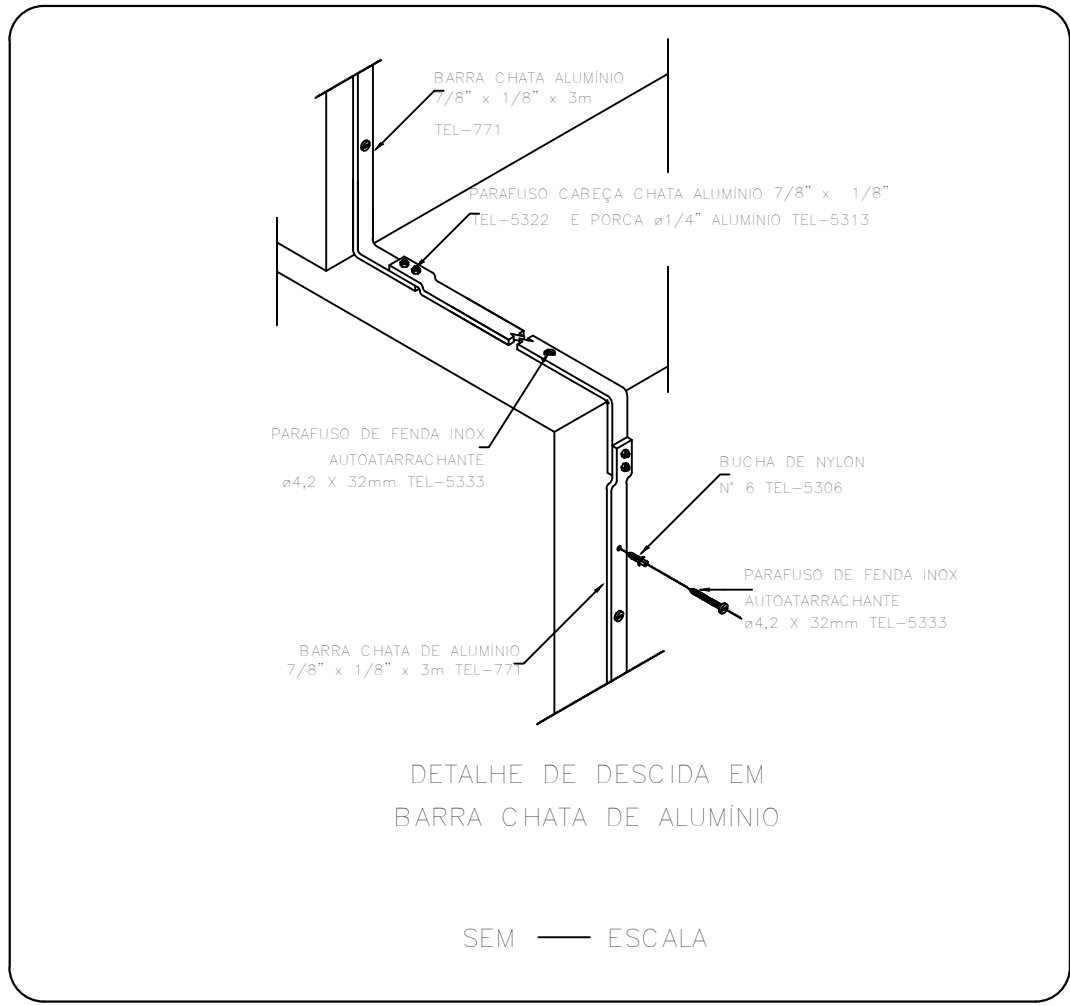 BARRA CHATA ALUMÍNIO
7/8" x 1/8" x 3m
TEL-771
PARAFUSO CABEÇA CHATA ALUMÍNIO 7/8" x 1/8"
TEL-5322 E PORCA ø1/4" ALUMÍNIO TEL-5313
PARAFUSO DE FENDA INOX
AUTOATARRACHANTE
ø4,2 X 32mm TEL-5333
BUCHA DE NYLON
N° 6 TEL-5306
PARAFUSO DE FENDA INOX
AUTOATARRACHANTE
ø4,2 X 32mm TEL-5333
BARRA CHATA DE ALUMÍNIO
7/8" x 1/8" x 3m TEL-771
DETALHE DE DESCIDA EM
BARRA CHATA DE ALUMÍNIO
SEM — ESCALA